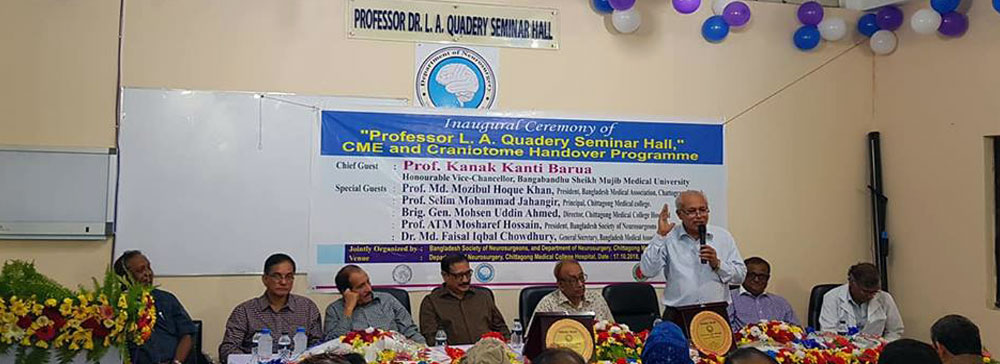 PROFESSOR DR. L. A. QUADERY SEMINAR HALL
Department of Neurosurgery
Inaugural Ceremony of
"Professor L. A. Quadery Seminar Hall,"
CME and Craniotome Handover Programme
Chief Guest : Prof. Kanak Kanti Barua
Honourable Vice-Chancellor, Bangabandhu Sheikh Mujib Medical University
Special Guests : Prof. Md. Mozibul Hoque Khan, President, Bangladesh Medical Association, Chattagong
Prof. Selim Mohammad Jahangir, Principal, Chittagong Medical college.
Brig. Gen. Mohsen Uddin Ahmed, Director, Chittagong Medical College
Prof. ATM Mosharef Hossain, President, Bangladesh Society of Neurosurgeons
Dr. Md. Faisal Iqbal Chowdhury, General Secretary, Bangladesh Medical
Jointly Organized by : Bangladesh Society of Neurosurgeons, and Department of Neurosurgery, Chittagong
Venue : Department of Neurosurgery, Chittagong Medical College Hospital, Date : 17.10.2018,